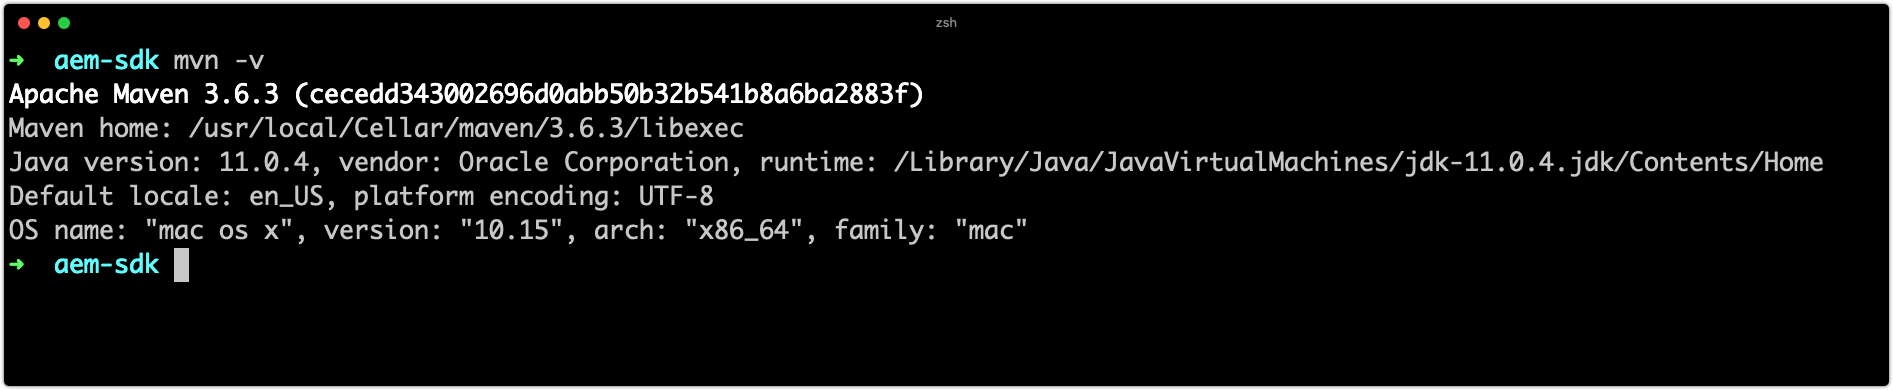 zsh
➜  aem-sdk mvn -v
Apache Maven 3.6.3 (cecedd343002696d0abb50b32b541b8a6ba2883f)
Maven home: /usr/local/Cellar/maven/3.6.3/libexec
Java version: 11.0.4, vendor: Oracle Corporation, runtime: /Library/Java/JavaVirtualMachines/jdk-11.0.4.jdk/Contents/Home
Default locale: en_US, platform encoding: UTF-8
OS name: "mac os x", version: "10.15", arch: "x86_64", family: "mac"
➜  aem-sdk